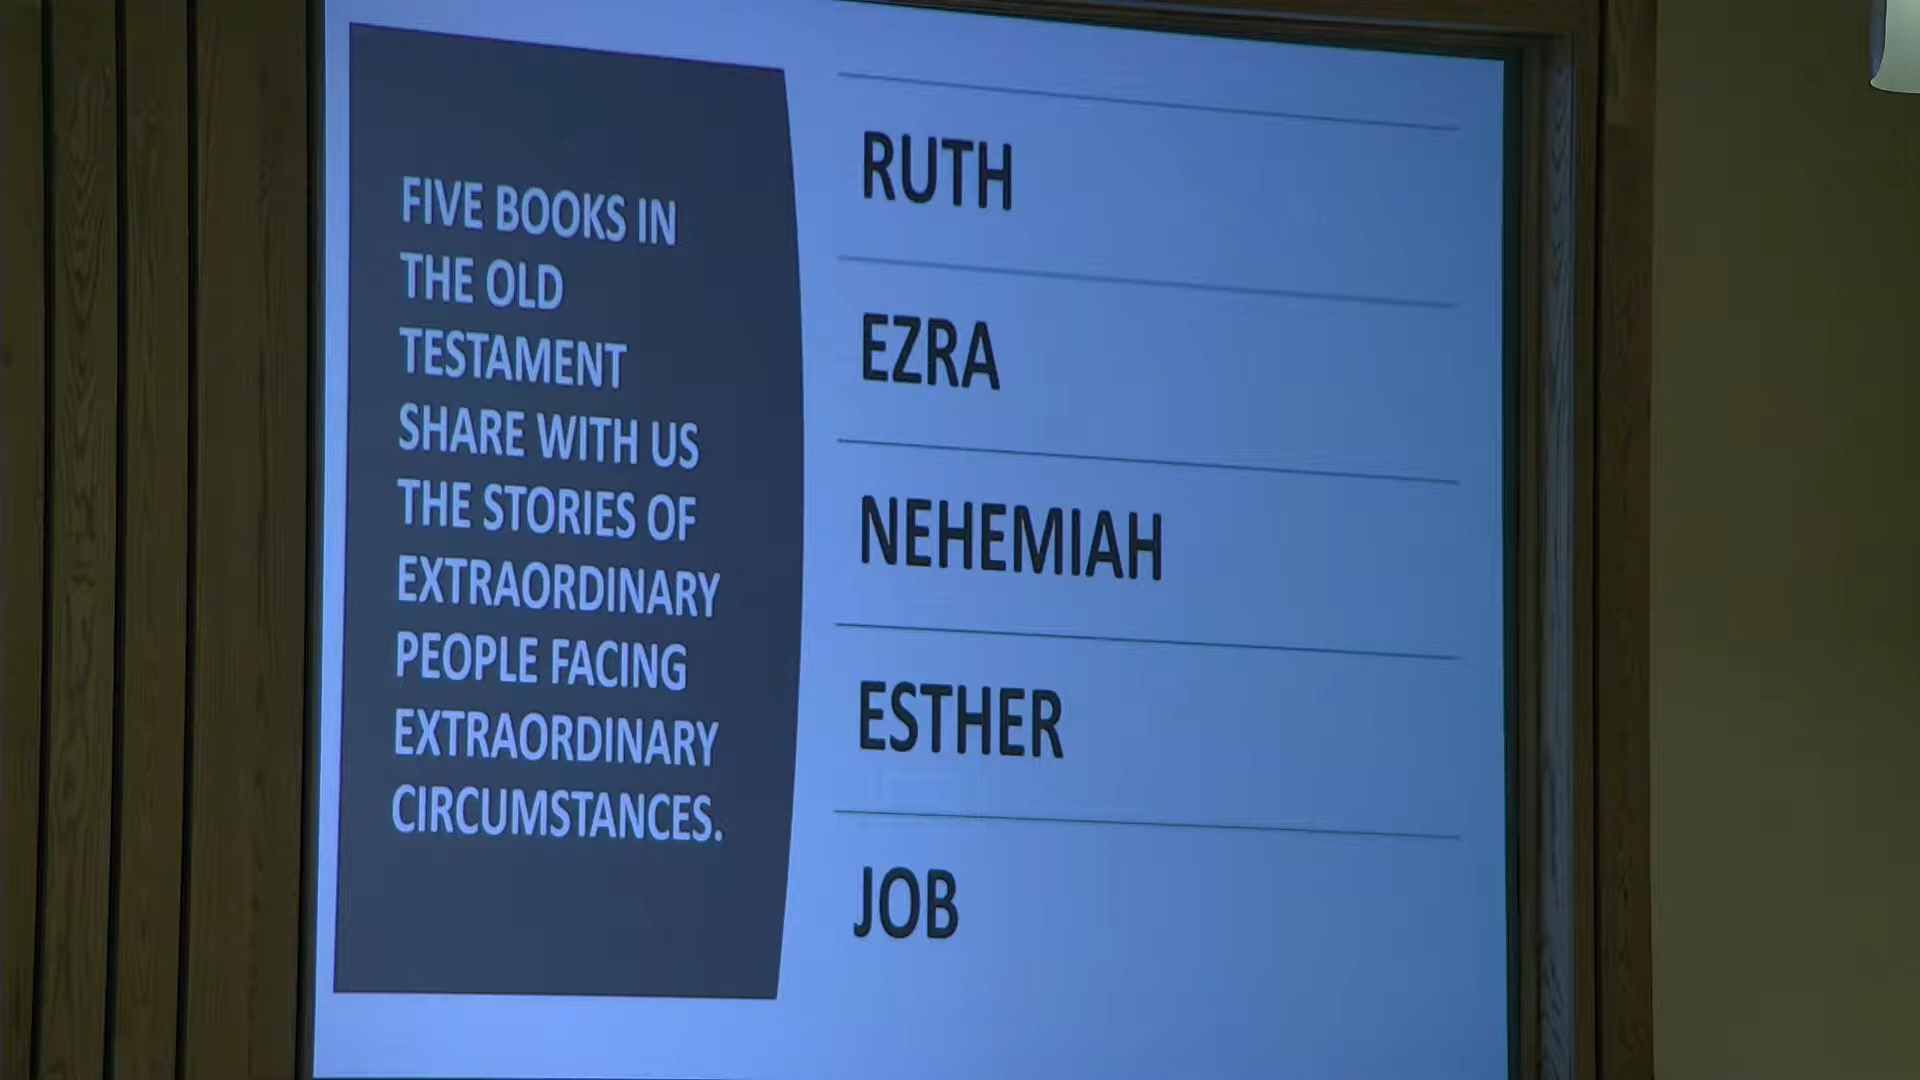 FIVE BOOKS IN
THE OLD
TESTAMENT
SHARE WITH US
THE STORIES OF
EXTRAORDINARY
PEOPLE FACING
EXTRAORDINARY
CIRCUMSTANCES.
RUTH
EZRA
NEHEMIAH
ESTHER
JOB